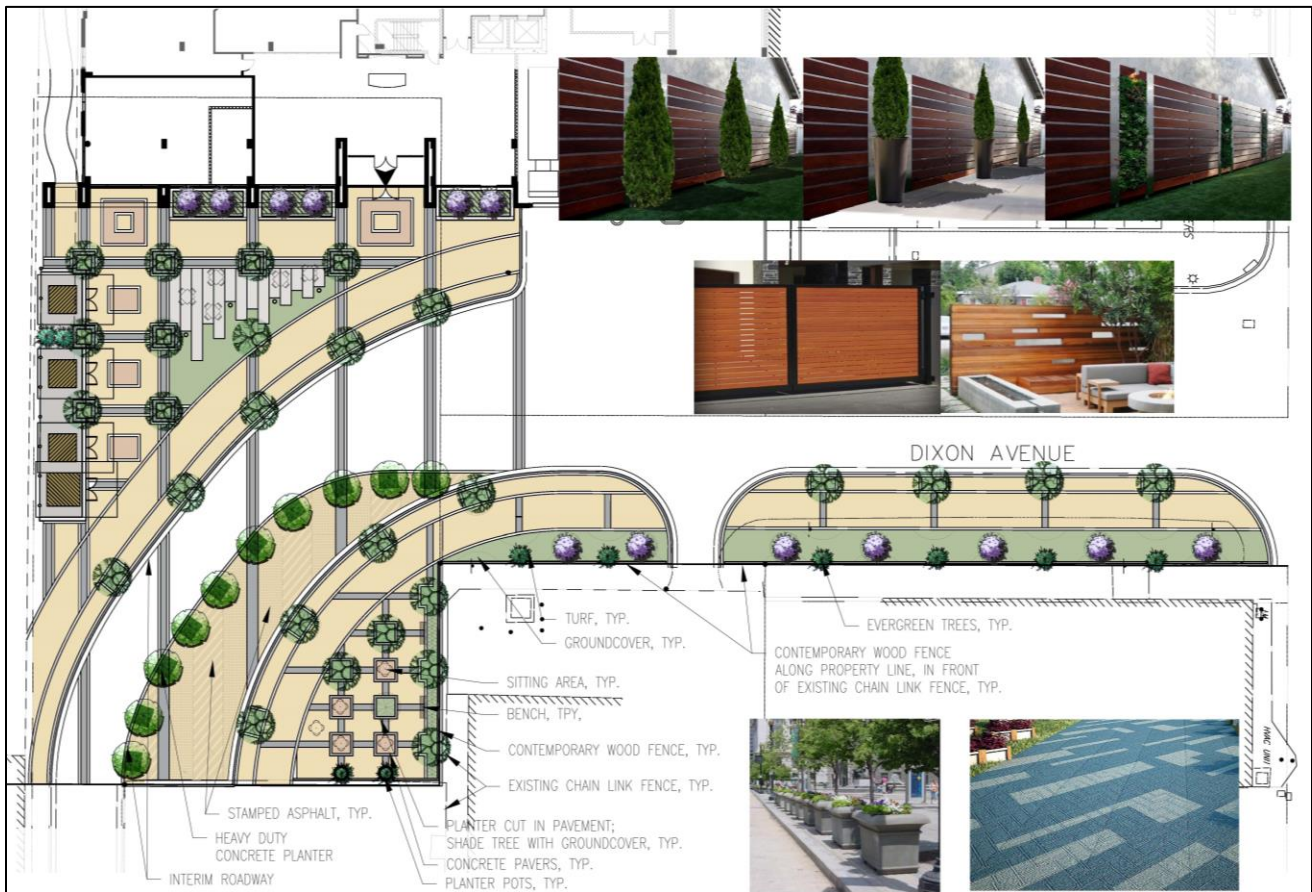 ERS
DIXON AVENUE
TURF, TYP.
GROUNDCOVER, TYP.
EVERGREEN TREES, TYP.
CONTEMPORARY WOOD FENCE
ALONG PROPERTY LINE, IN FRONT
OF EXISTING CHAIN LINK FENCE, TYP.
SITTING AREA, TYP.
BENCH, TPY,
CONTEMPORARY WOOD FENCE, TYP.
EXISTING CHAIN LINK FENCE, TYP.
HVAC UNIT
STAMPED ASPHALT, TYP.
HEAVY DUTY
CONCRETE PLANTER
INTERIM ROADWAY
PLANTER CUT IN PAVEMENT;
SHADE TREE WITH GROUNDCOVER, TYP.
CONCRETE PAVERS, TYP.
PLANTER POTS, TYP.